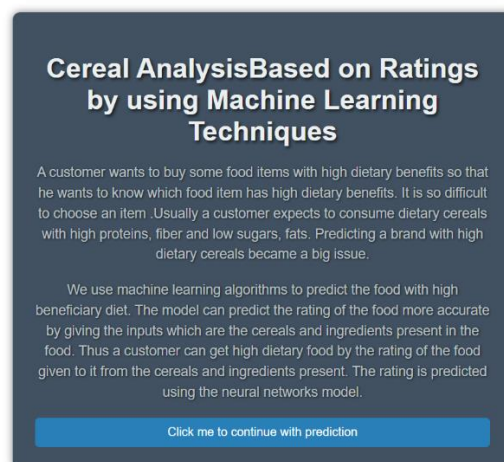 Cereal AnalysisBased on Ratings
by using Machine Learning
Techniques
A customer wants to buy some food items with high dietary benefits so that
he wants to know which food item has high dietary benefits. It is so difficult
to choose an item .Usually a customer expects to consume dietary cereals
with high proteins, fiber and low sugars, fats. Predicting a brand with high
dietary cereals became a big issue.
We use machine learning algorithms to predict the food with high
beneficiary diet. The model can predict the rating of the food more accurate
by giving the inputs which are the cereals and ingredients present in the
food. Thus a customer can get high dietary food by the rating of the food
given to it from the cereals and ingredients present. The rating is predicted
using the neural networks model.
Click me to continue with prediction